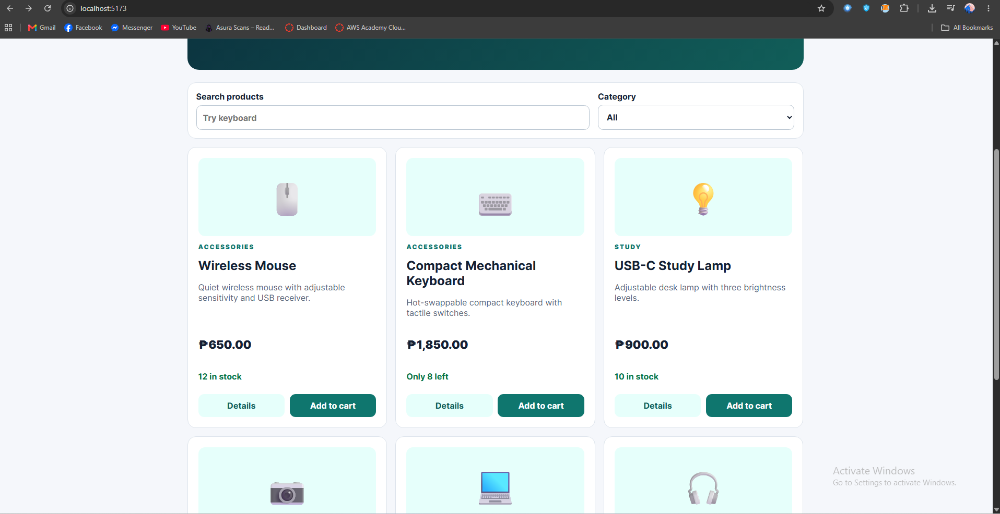 localhost:5173
Gmail
Facebook
Messenger
YouTube
Asura Scans – Read...
Dashboard
AWS Academy Clou...
All Bookmarks
Search products
Category
Try keyboard
All
ACCESSORIES
Wireless Mouse
Quiet wireless mouse with adjustable
sensitivity and USB receiver.
₱650.00
12 in stock
Details
Add to cart
ACCESSORIES
Compact Mechanical
Keyboard
Hot-swappable compact keyboard with
tactile switches.
₱1,850.00
Only 8 left
Details
Add to cart
STUDY
USB-C Study Lamp
Adjustable desk lamp with three brightness
levels.
₱900.00
10 in stock
Details
Add to cart
Activate Windows
Go to Settings to activate Windows.